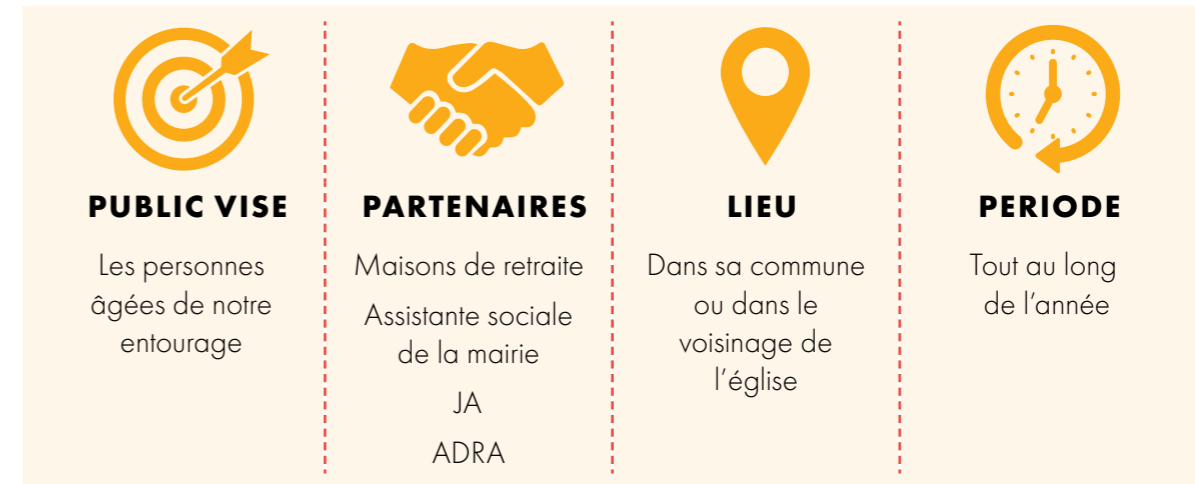 PUBLIC VISE
Les personnes
âgées de notre
entourage
PARTENAIRES
Maisons de retraite
Assistante sociale
de la mairie
JA
ADRA
LIEU
Dans sa commune
ou dans le
voisinage de
l'église
PERIODE
Tout au long
de l'année